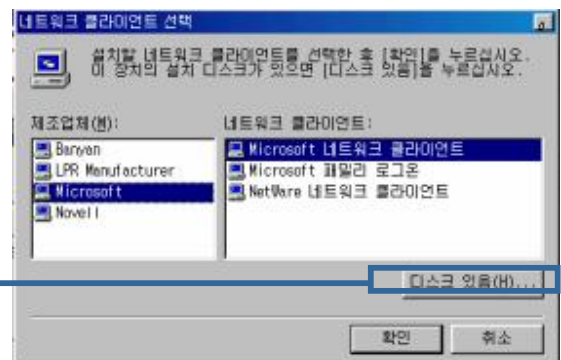 네트워크 클라이언트 선택
설치할 네트워크 클라이언트를 선택한 후 [확인]를 누르십시오.
이 장치의 설치 디스크가 있으면 [디스크 있음]을 누르십시오.
제조업체(M):
Banyan
LPR Manufacturer
Microsoft
Novell
네트워크 클라이언트:
Microsoft 네트워크 클라이언트
Microsoft 패밀리 로그온
NetWare 네트워크 클라이언트
디스크 있음(H)...
확인
취소